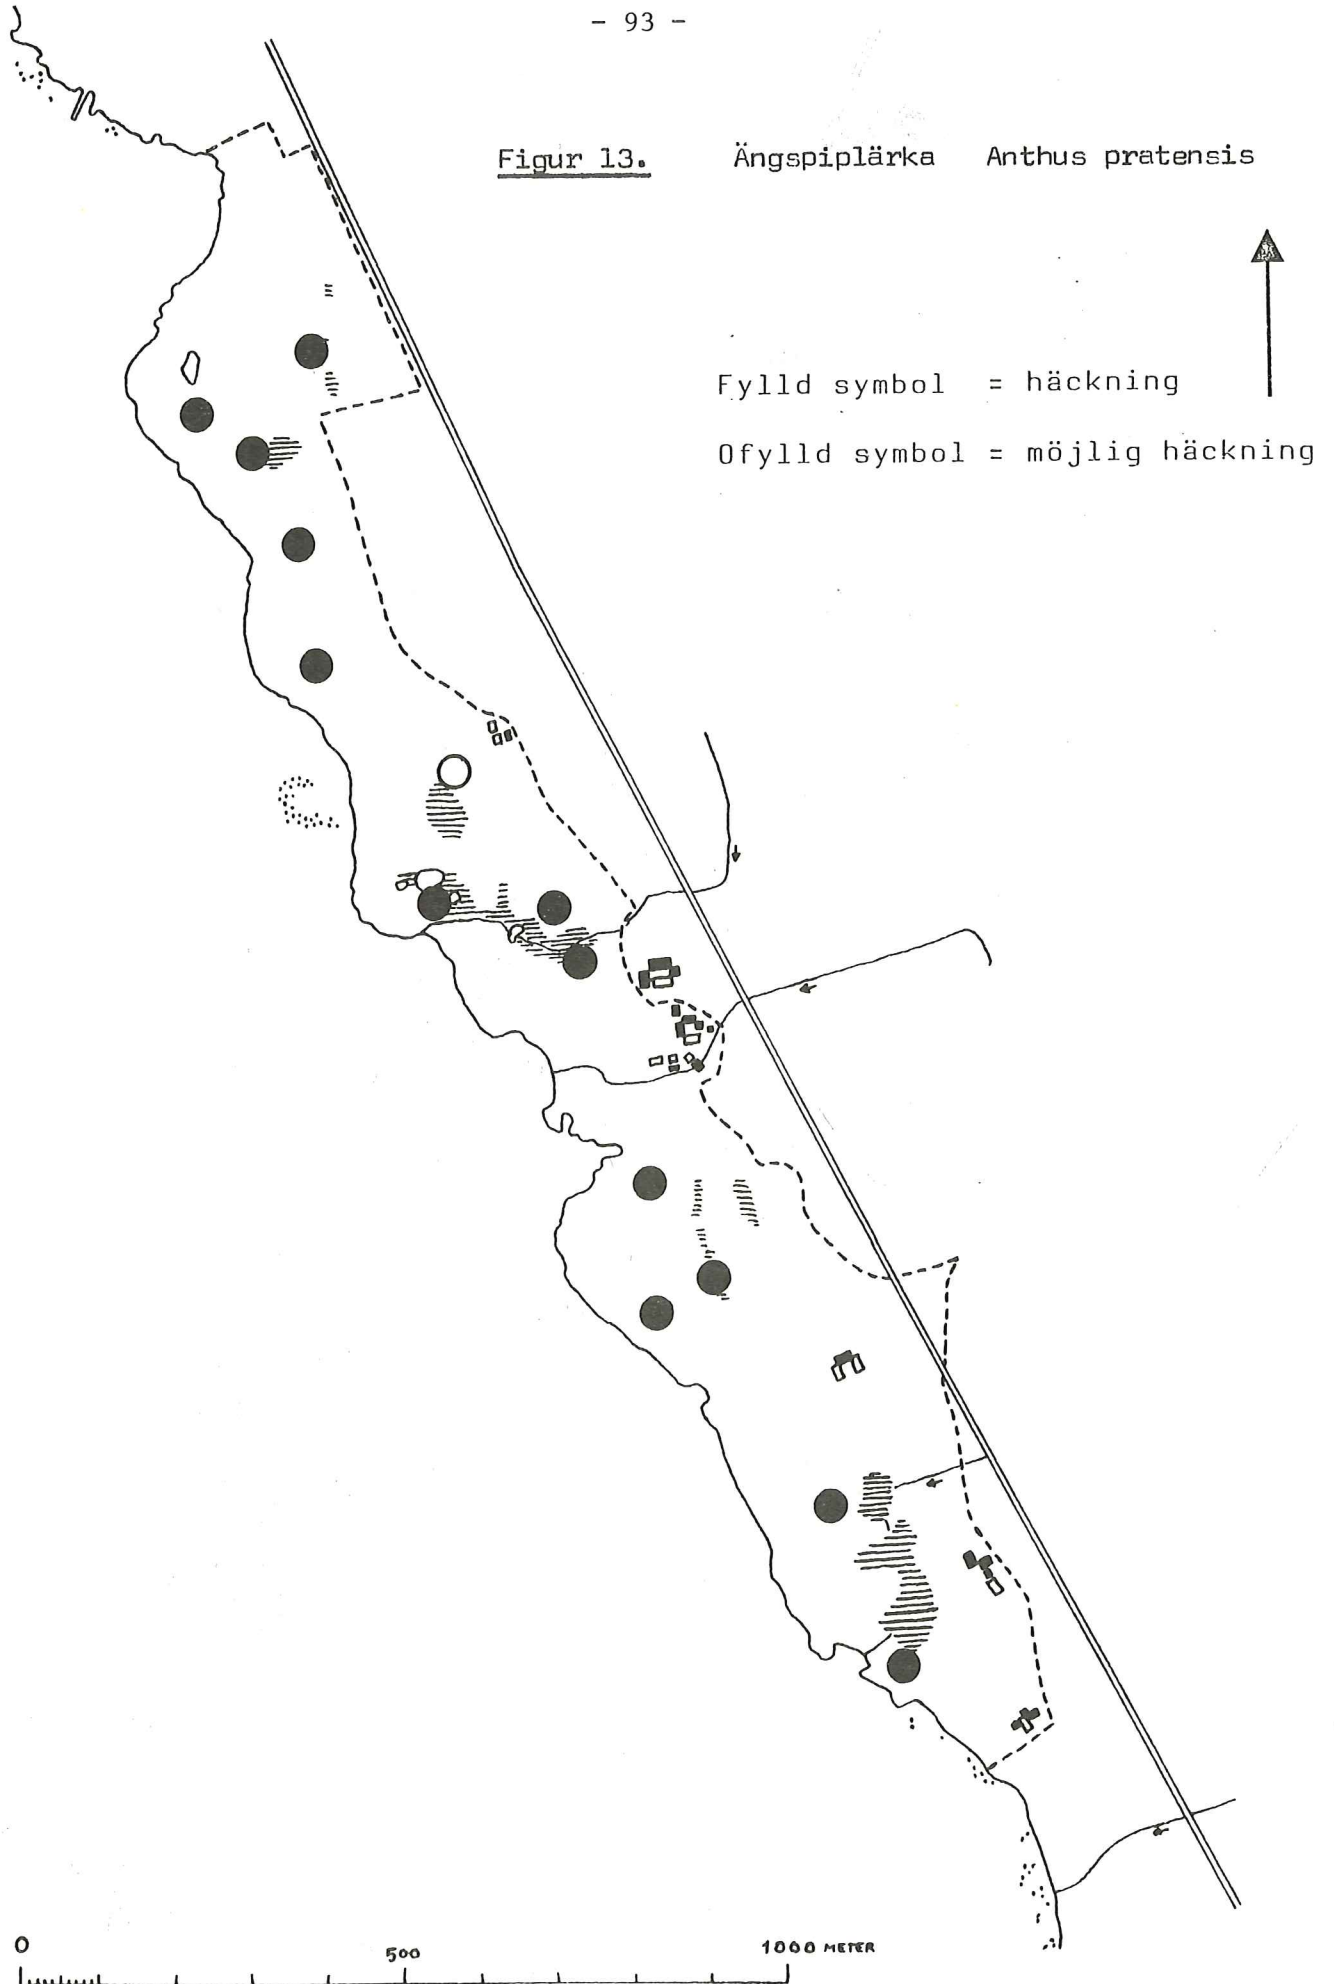 - 93 -
Figur 13. Ängspiplärka Anthus pratensis
Fylld symbol = häckning
Ofylld symbol = möjlig häckning
0 500 1000 METER